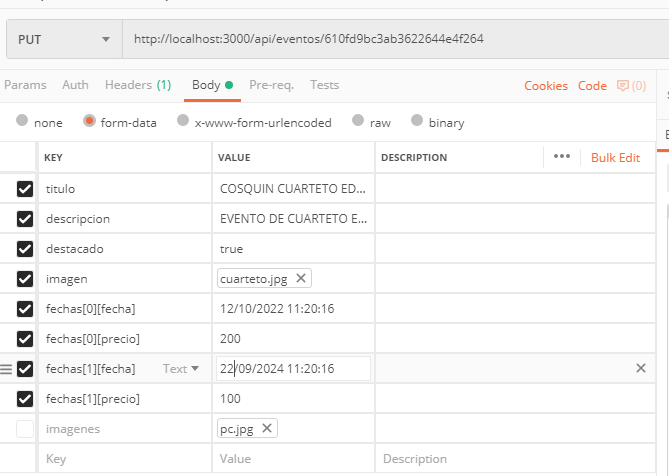 PUT http://localhost:3000/api/eventos/610fd9bc3ab3622644e4f264
Params Auth Headers (1) Body Pre-req. Tests Cookies Code (0)
none form-data x-www-form-urlencoded raw binary
KEY VALUE DESCRIPTION ••• Bulk Edit
titulo COSQUIN CUARTETO ED...
descripcion EVENTO DE CUARTETO E...
destacado true
imagen cuarteto.jpg
fechas[0][fecha] 12/10/2022 11:20:16
fechas[0][precio] 200
fechas[1][fecha] Text 22/09/2024 11:20:16
fechas[1][precio] 100
imagenes pc.jpg
Key Value Description